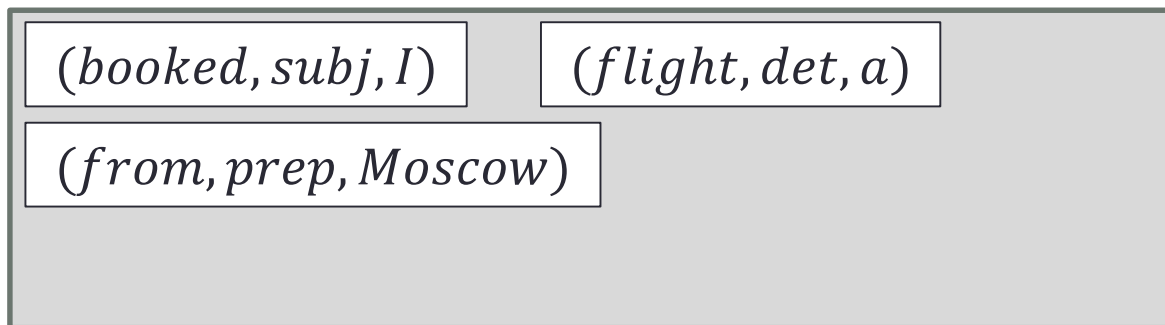 (booked, subj, I) (flight, det, a)
(from, prep, Moscow)